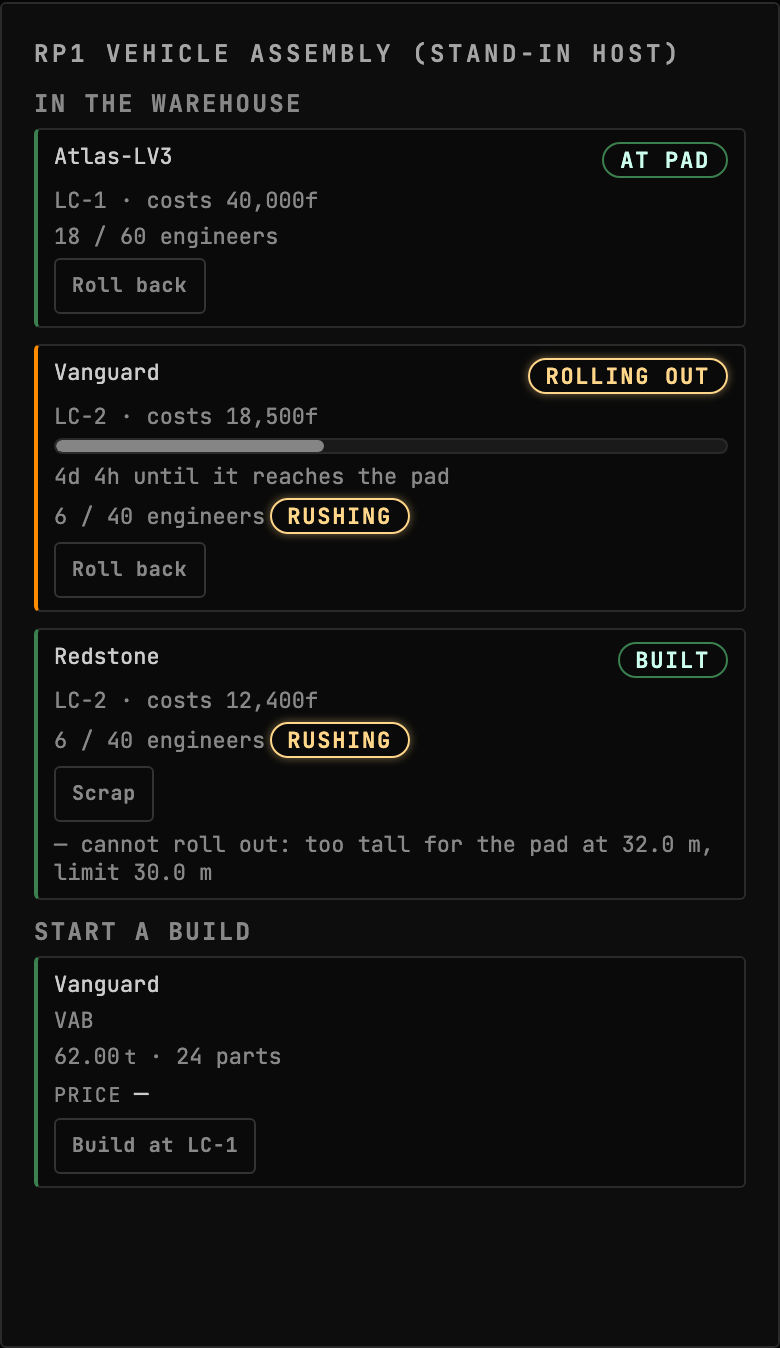 RP1 VEHICLE ASSEMBLY (STAND-IN HOST)
IN THE WAREHOUSE
Atlas-LV3
AT PAD
LC-1 · costs 40,000f
18 / 60 engineers
Roll back
Vanguard
ROLLING OUT
LC-2 · costs 18,500f
4d 4h until it reaches the pad
6 / 40 engineers RUSHING
Roll back
Redstone
BUILT
LC-2 · costs 12,400f
6 / 40 engineers RUSHING
Scrap
— cannot roll out: too tall for the pad at 32.0 m,
limit 30.0 m
START A BUILD
Vanguard
VAB
62.00 t · 24 parts
PRICE —
Build at LC-1